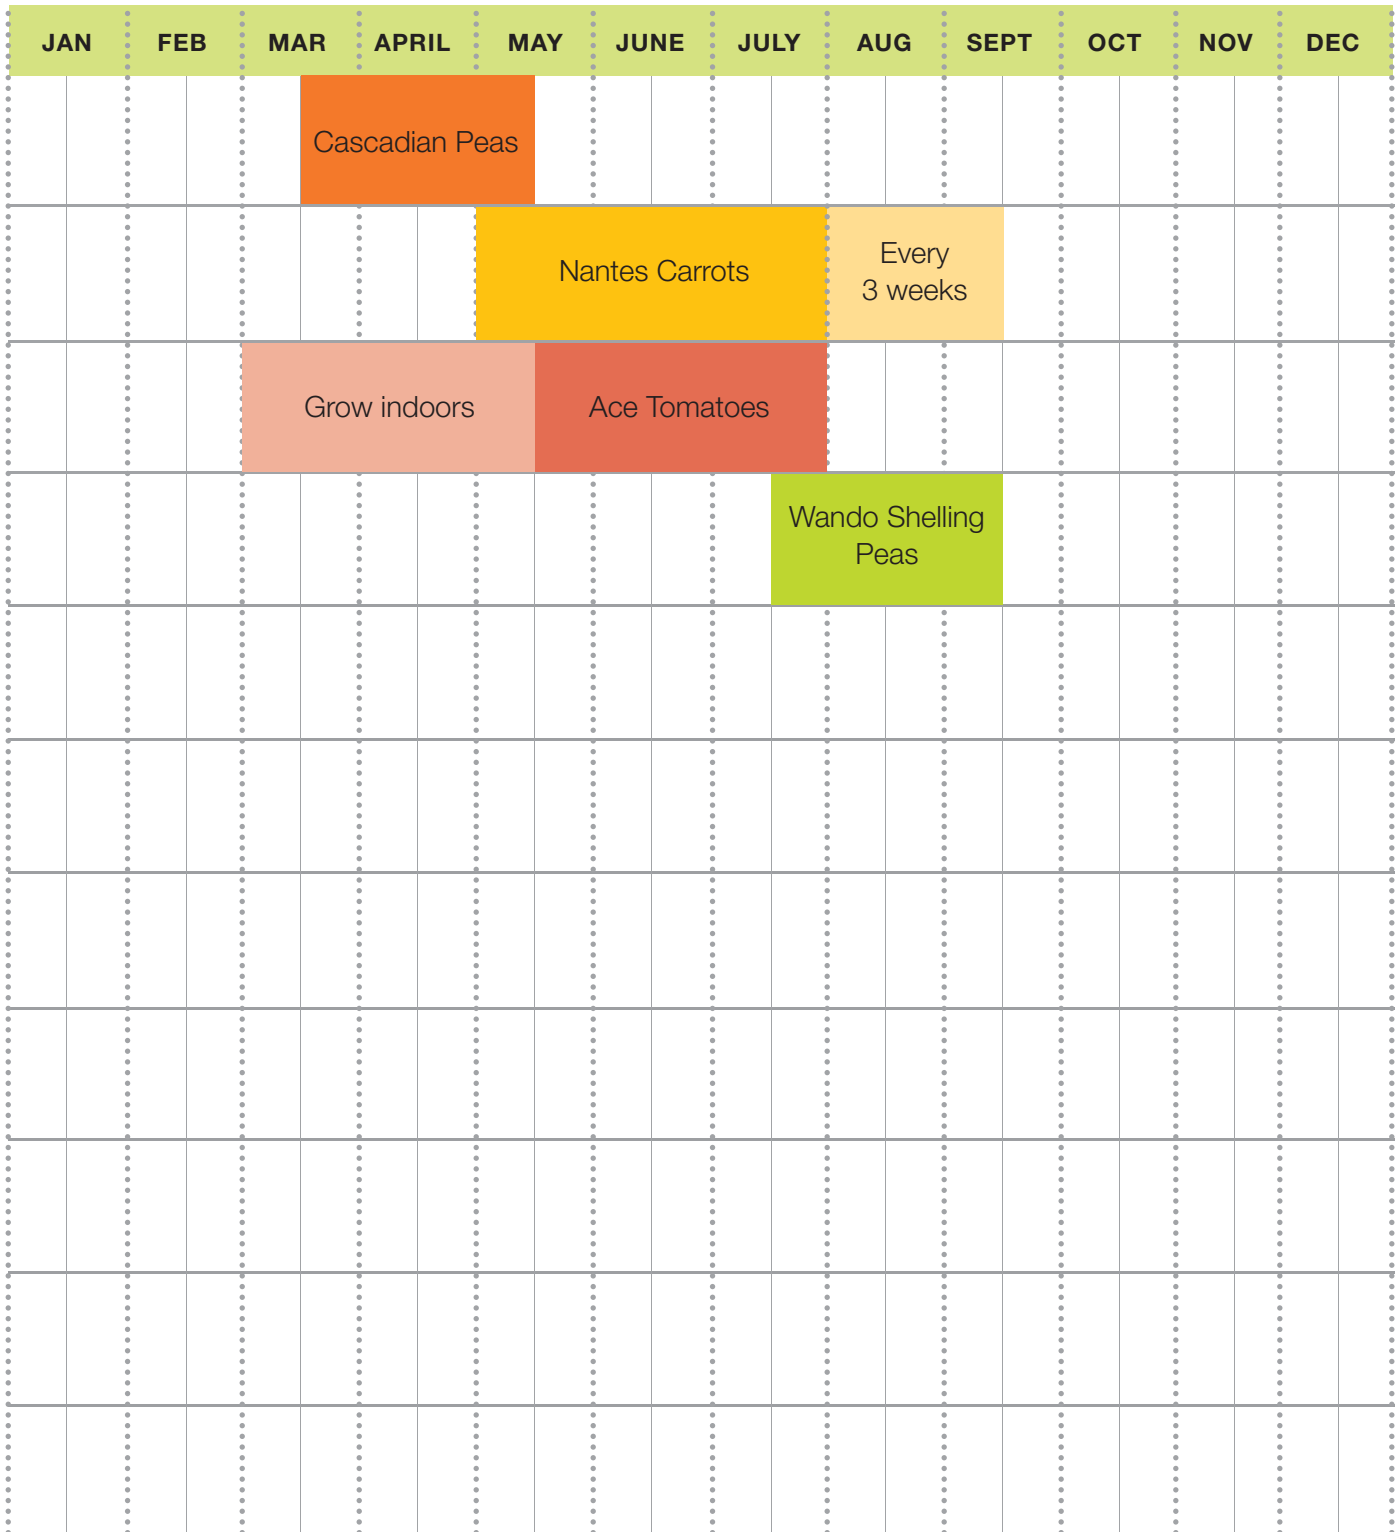 JAN FEB MAR APRIL MAY JUNE JULY AUG SEPT OCT NOV DEC
Cascadian Peas
Nantes Carrots
Every
3 weeks
Grow indoors
Ace Tomatoes
Wando Shelling
Peas